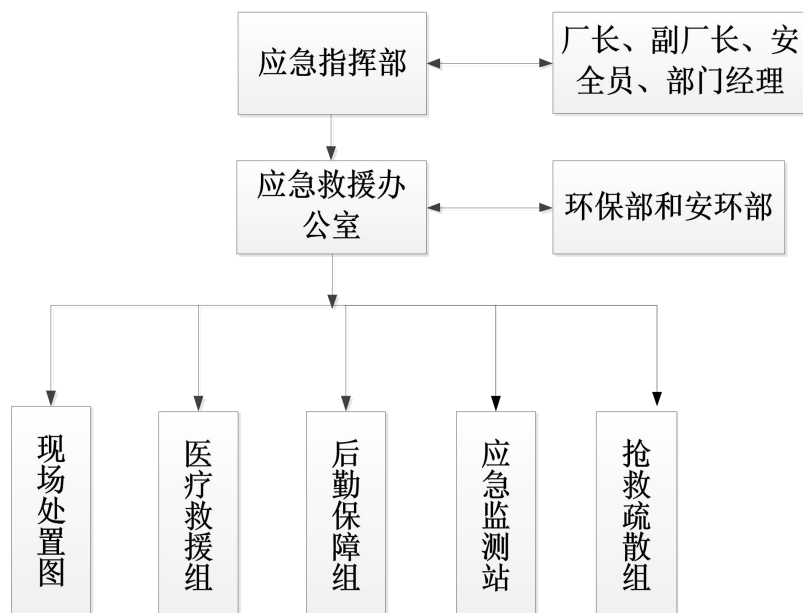 应急指挥部
厂长、副厂长、安
全员、部门经理
应急救援办
公室
环保部和安环部
现场处置图
医疗救援组
后勤保障组
应急监测站
抢救疏散组